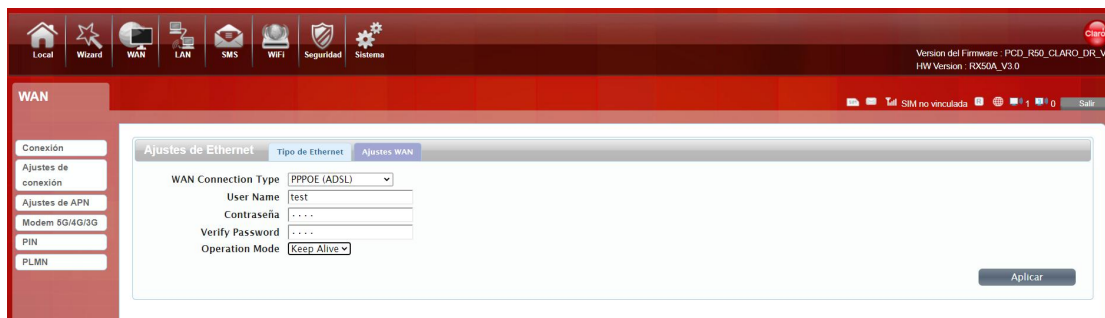 Local Wizard WAN LAN SMS WiFi Seguridad Sistema
Claro
Version del Firmware : PCD_R50_CLARO_DR_V
HW Version : RX50A_V3.0
WAN
SIM no vinculada 1 0 Salir
Conexión
Ajustes de
conexión
Ajustes de APN
Modem 5G/4G/3G
PIN
PLMN
Ajustes de Ethernet Tipo de Ethernet Ajustes WAN
WAN Connection Type PPPOE (ADSL)
User Name test
Contraseña ····
Verify Password ····
Operation Mode Keep Alive
Aplicar